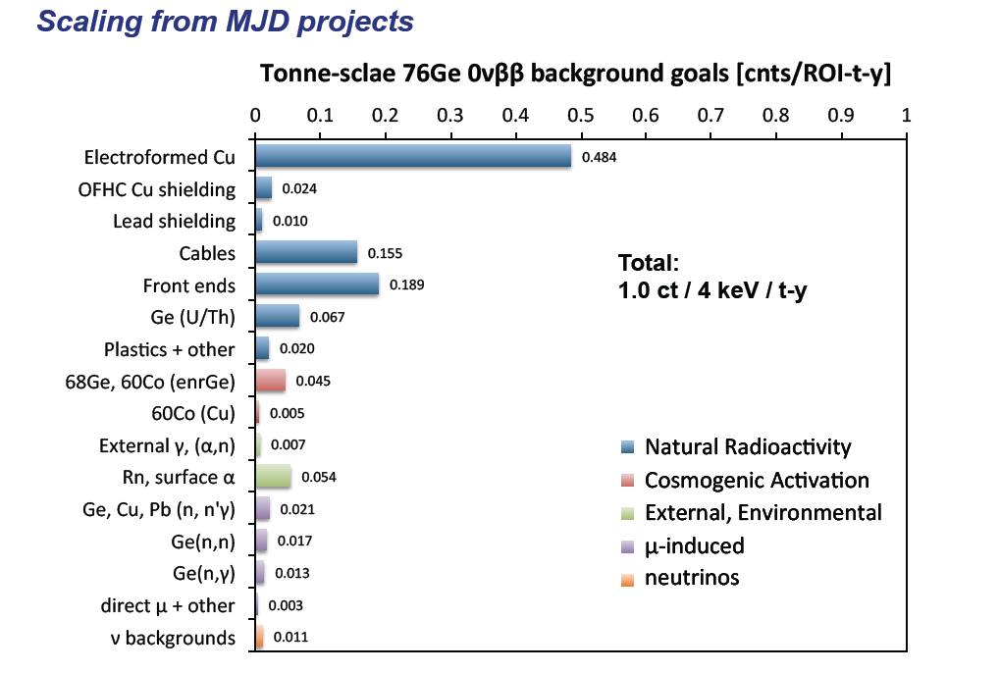 Scaling from MJD projects
Tonne-sclae 76Ge 0νββ background goals [cnts/ROI-t-y]
0 0.1 0.2 0.3 0.4 0.5 0.6 0.7 0.8 0.9 1
Electroformed Cu 0.484
OFHC Cu shielding 0.024
Lead shielding 0.010
Cables 0.155
Front ends 0.189
Ge (U/Th) 0.067
Plastics + other 0.020
68Ge, 60Co (enrGe) 0.045
60Co (Cu) 0.005
External γ, (α,n) 0.007
Rn, surface α 0.054
Ge, Cu, Pb (n, n'γ) 0.021
Ge(n,n) 0.017
Ge(n,γ) 0.013
direct μ + other 0.003
ν backgrounds 0.011
Total:
1.0 ct / 4 keV / t-y
Natural Radioactivity
Cosmogenic Activation
External, Environmental
μ-induced
neutrinos